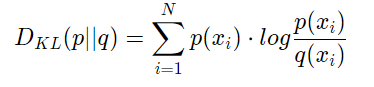 D_{KL}(p||q) = \sum_{i=1}^{N} p(x_i) \cdot log\frac{p(x_i)}{q(x_i)}